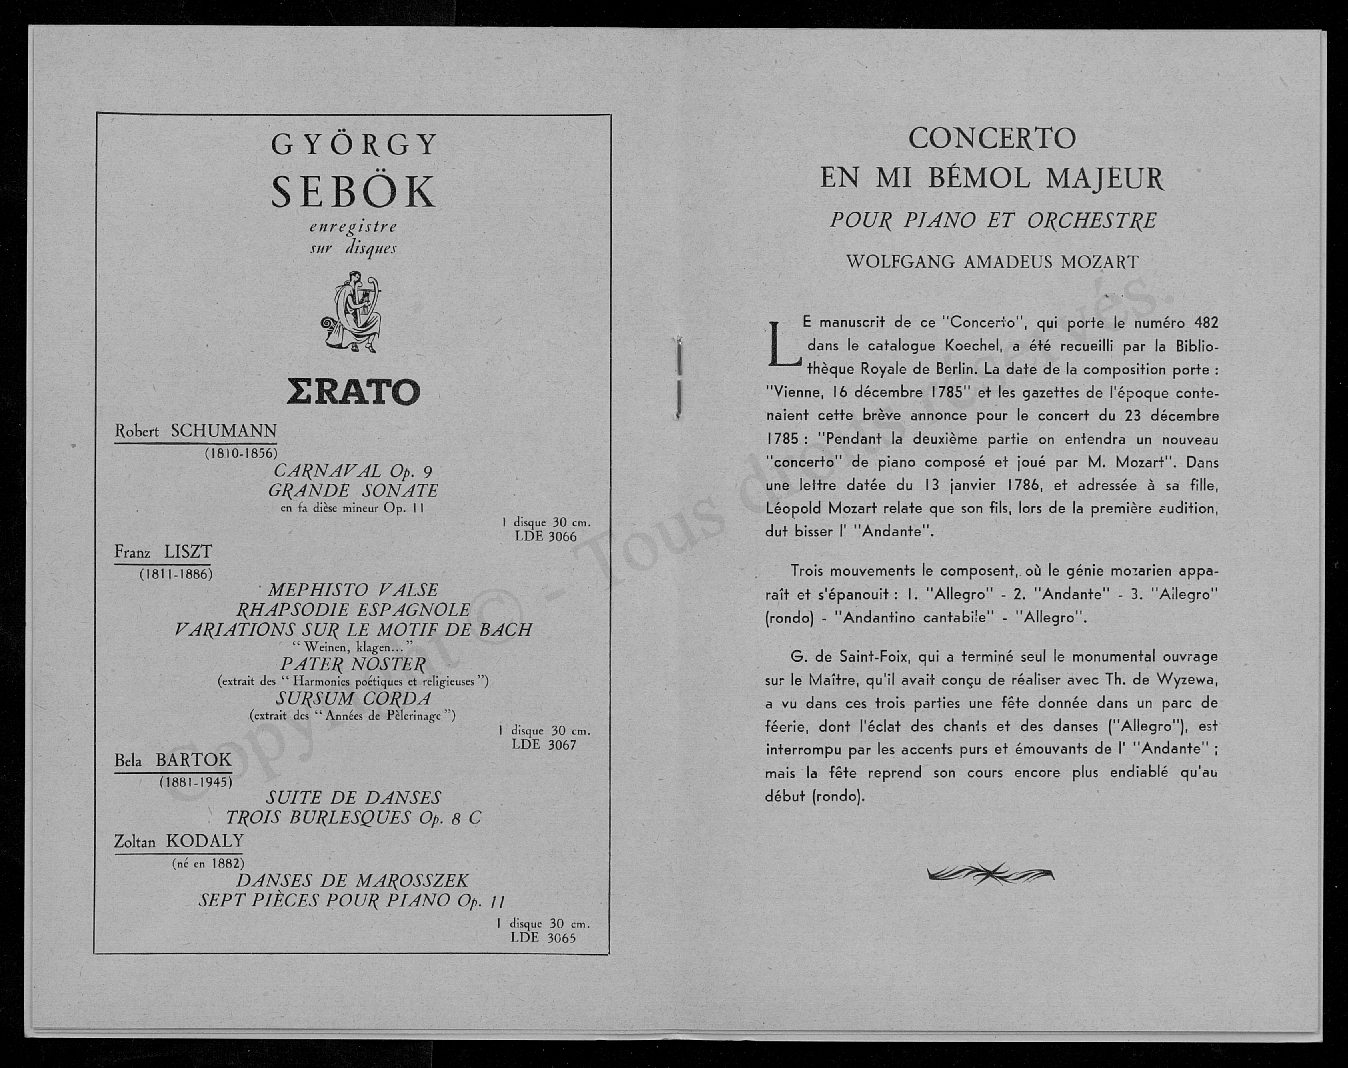 GYÖRGY
SEBÖK
enregistre
sur disques
ΣRATO
Robert SCHUMANN
(1810-1856)
CARNAVAL Op. 9
GRANDE SONATE
en fa dièse mineur Op. 11
1 disque 30 cm.
LDE 3066
Franz LISZT
(1811-1886)
MEPHISTO VALSE
RHAPSODIE ESPAGNOLE
VARIATIONS SUR LE MOTIF DE BACH
“ Weinen, klagen... ”
PATER NOSTER
(extrait des “ Harmonies poétiques et religieuses ”)
SURSUM CORDA
(extrait des “ Années de Pèlerinage ”)
1 disque 30 cm.
LDE 3067
Bela BARTOK
(1881-1945)
SUITE DE DANSES
TROIS BURLESQUES Op. 8 C
Zoltan KODALY
(né en 1882)
DANSES DE MAROSSZEK
SEPT PIÈCES POUR PIANO Op. 11
1 disque 30 cm.
LDE 3065
CONCERTO
EN MI BÉMOL MAJEUR
POUR PIANO ET ORCHESTRE
WOLFGANG AMADEUS MOZART
LE manuscrit de ce "Concerto", qui porte le numéro 482
dans le catalogue Koechel, a été recueilli par la Biblio-
thèque Royale de Berlin. La date de la composition porte :
"Vienne, 16 décembre 1785" et les gazettes de l'époque conte-
naient cette brève annonce pour le concert du 23 décembre
1785 : "Pendant la deuxième partie on entendra un nouveau
"concerto" de piano composé et joué par M. Mozart". Dans
une lettre datée du 13 janvier 1786, et adressée à sa fille,
Léopold Mozart relate que son fils, lors de la première audition,
dut bisser l' "Andante".
Trois mouvements le composent, où le génie mozarien appa-
raît et s'épanouit : 1. "Allegro" - 2. "Andante" - 3. "Allegro"
(rondo) - "Andantino cantabile" - "Allegro".
G. de Saint-Foix, qui a terminé seul le monumental ouvrage
sur le Maître, qu'il avait conçu de réaliser avec Th. de Wyzewa,
a vu dans ces trois parties une fête donnée dans un parc de
féerie, dont l'éclat des chants et des danses ("Allegro"), est
interrompu par les accents purs et émouvants de l' "Andante" ;
mais la fête reprend son cours encore plus endiablé qu'au
début (rondo).
Copyright © - Tous droits réservés.